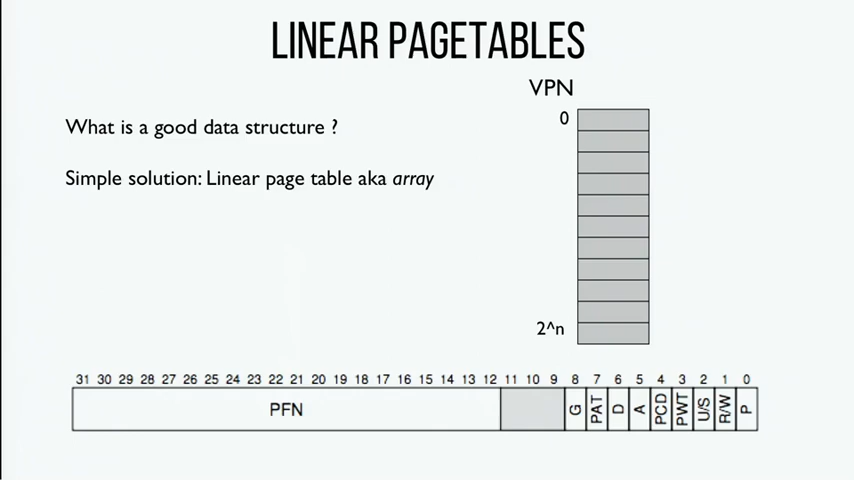 LINEAR PAGETABLES
VPN
What is a good data structure ?
0
Simple solution: Linear page table aka array
2^n
31 30 29 28 27 26 25 24 23 22 21 20 19 18 17 16 15 14 13 12 11 10 9 8 7 6 5 4 3 2 1 0
PFN G PAT D A PCD PWT U/S R/W P